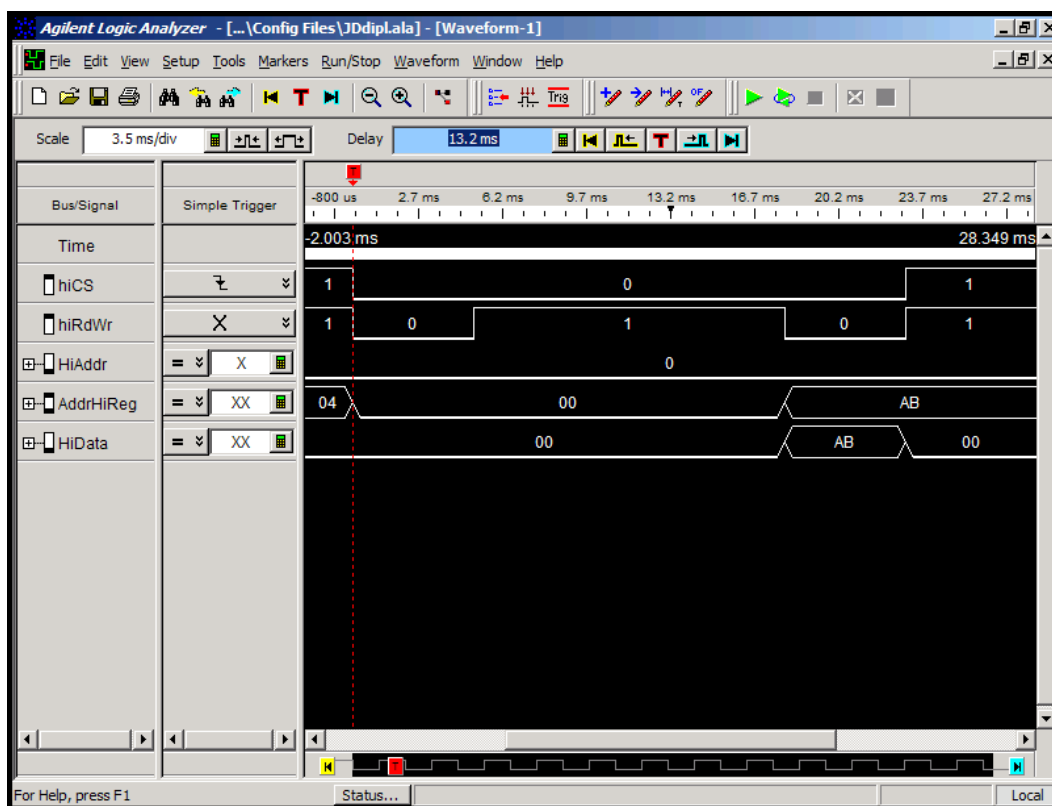 Agilent Logic Analyzer - [...\Config Files\JDdipl.ala] - [Waveform-1]
File Edit View Setup Tools Markers Run/Stop Waveform Window Help
T Trig T OFF
Scale 3.5 ms/div Delay 13.2 ms T
T
Bus/Signal Simple Trigger -800 us 2.7 ms 6.2 ms 9.7 ms 13.2 ms 16.7 ms 20.2 ms 23.7 ms 27.2 ms
Time -2.003 ms 28.349 ms
hiCS 1 0 1
hiRdWr X 1 0 1 0 1
HiAddr = X 0
AddrHiReg = XX 04 00 AB
HiData = XX 00 AB 00
T
For Help, press F1 Status... Local